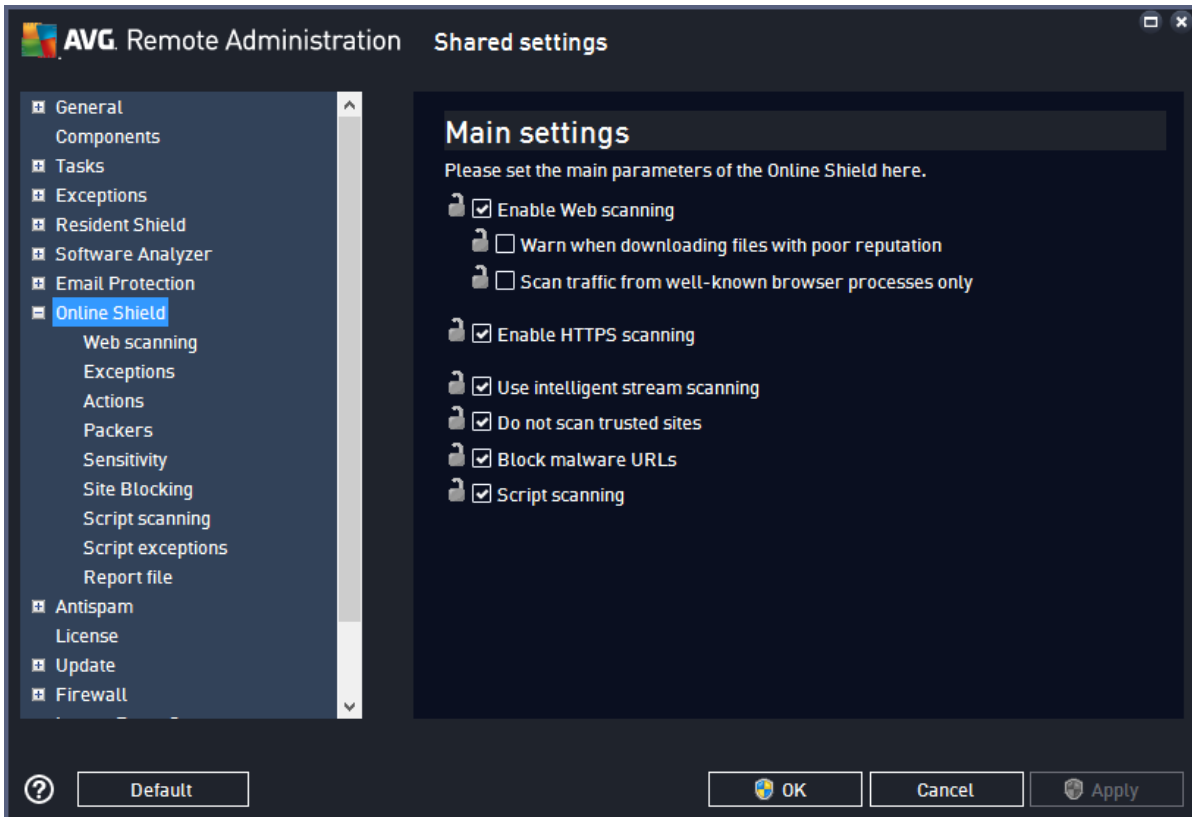 AVG. Remote Administration
Shared settings
General
Components
Tasks
Exceptions
Resident Shield
Software Analyzer
Email Protection
Online Shield
Web scanning
Exceptions
Actions
Packers
Sensitivity
Site Blocking
Script scanning
Script exceptions
Report file
Antispam
License
Update
Firewall
Main settings
Please set the main parameters of the Online Shield here.
Enable Web scanning
Warn when downloading files with poor reputation
Scan traffic from well-known browser processes only
Enable HTTPS scanning
Use intelligent stream scanning
Do not scan trusted sites
Block malware URLs
Script scanning
Default
OK
Cancel
Apply